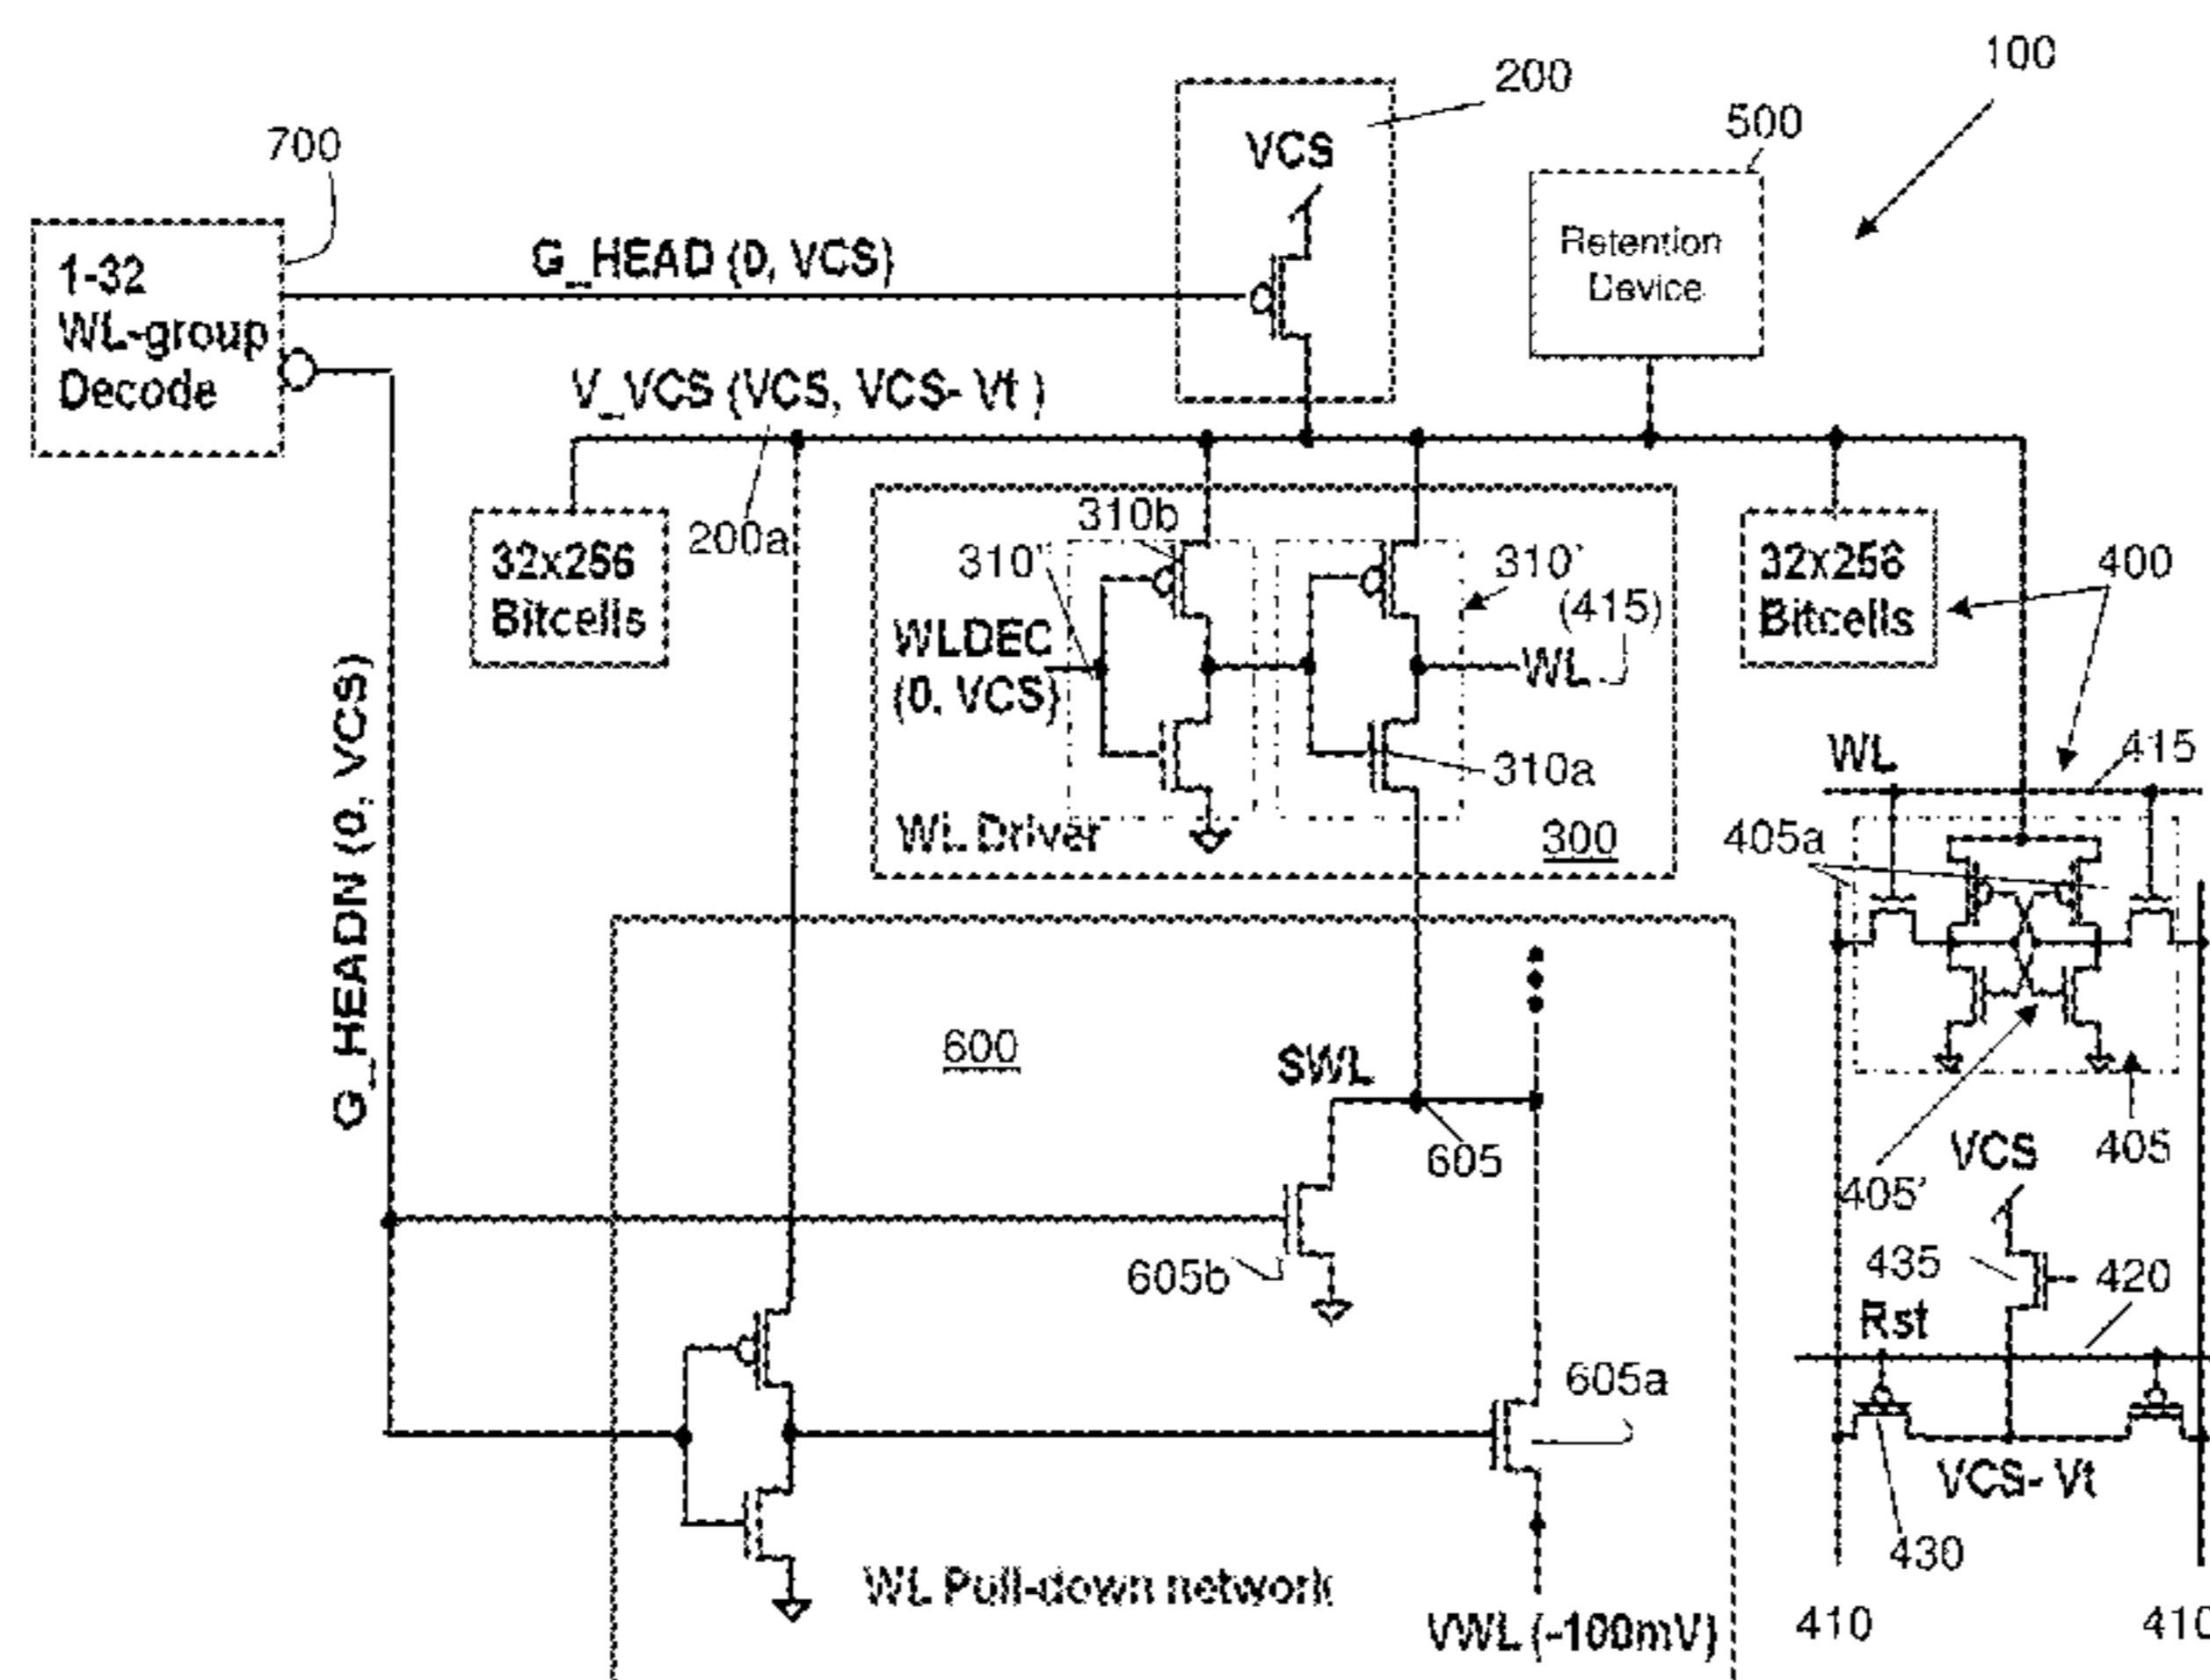 100
200
VCS
500
Retention
Device
700
1-32
WL-group
Decode
G_HEAD (0, VCS)
V_VCS (VCS, VCS- Vt )
200a
32x256
Bitcells
310b
310'
310'
(415)
WLDEC
(0, VCS)
WL
310a
WL Driver
300
32x256
Bitcells
400
WL
415
405a
G_HEADN (0, VCS)
600
SWL
605
605b
605a
405
405'
VCS
435
420
Rst
VCS- Vt
430
WL Pull-down network
VWL (-100mV)
410
410